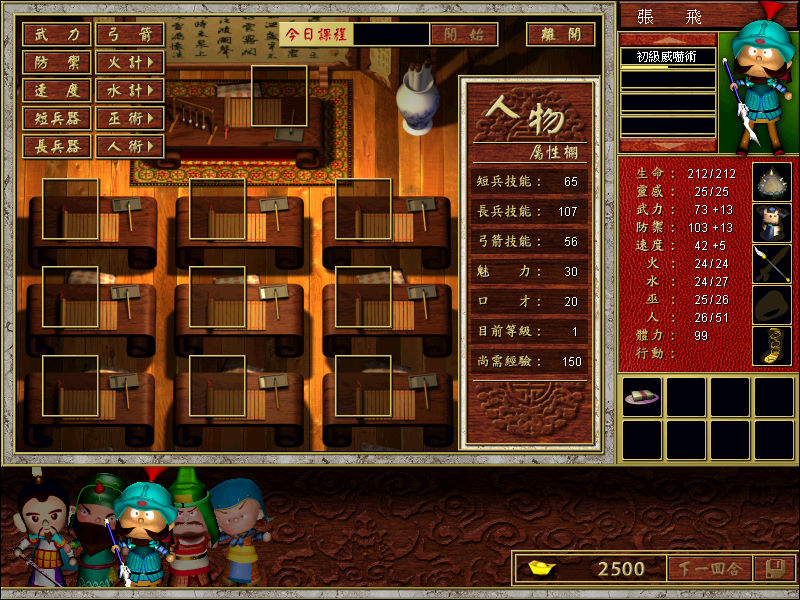 武力 弓箭
防禦 火計
速度 水計
短兵器 巫術
長兵器 人術
今日課程 開始 離開
人物
屬性欄
短兵技能： 65
長兵技能： 107
弓箭技能： 56
魅力： 30
口才： 20
目前等級： 1
尚需經驗： 150
張飛
初級威嚇術
生命： 212/212
靈感： 25/25
武力： 73 +13
防禦： 103 +13
速度： 42 +5
火： 24/24
水： 24/27
巫： 25/26
人： 26/51
體力： 99
行動：
2500 下一回合